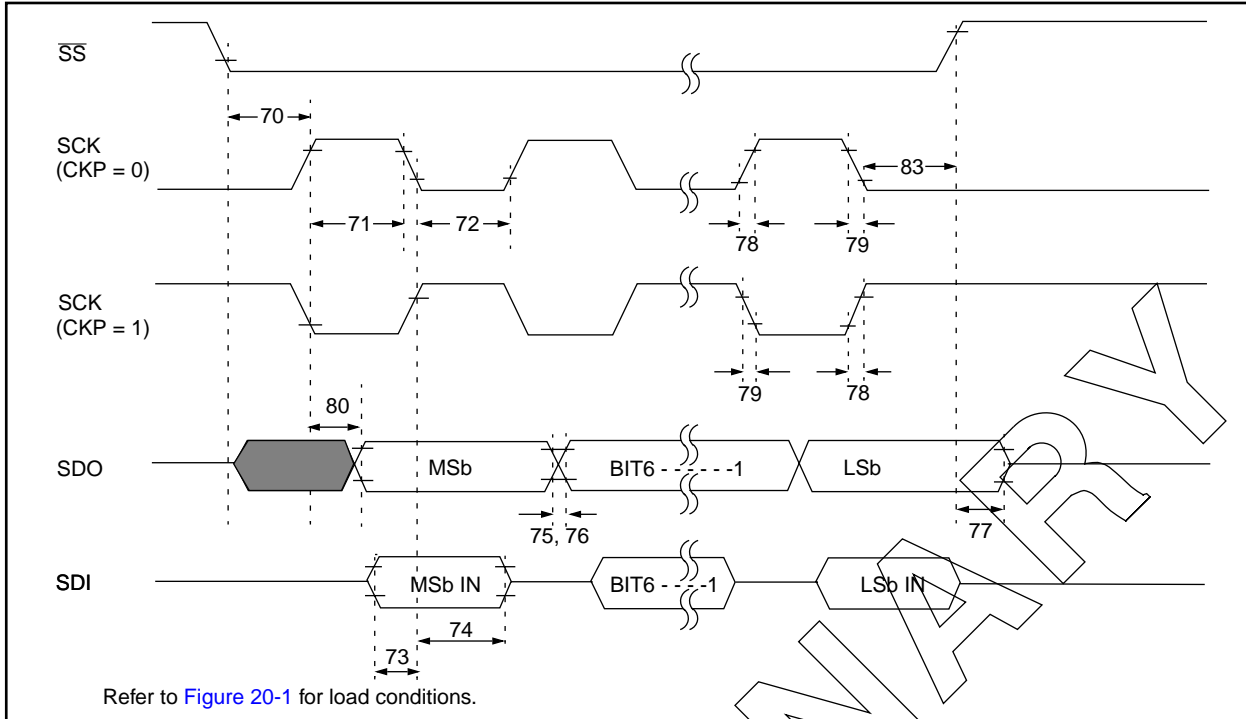 SS
70
SCK
(CKP = 0)
83
71
72
78
79
SCK
(CKP = 1)
79
78
80
SDO
MSb
BIT6 - - - - - -1
LSb
75, 76
77
SDI
MSb IN
BIT6 - - - -1
LSb IN
74
73
Refer to Figure 20-1 for load conditions.
NARY